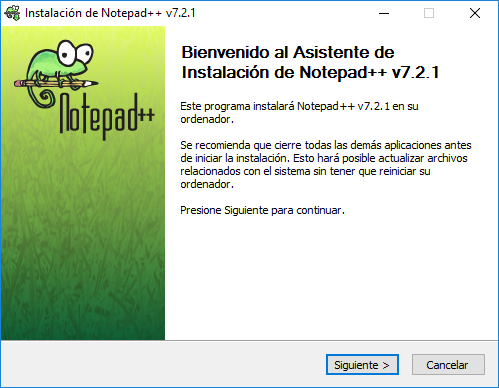 Instalación de Notepad++ v7.2.1
Notepad++
Bienvenido al Asistente de
Instalación de Notepad++ v7.2.1
Este programa instalará Notepad++ v7.2.1 en su
ordenador.
Se recomienda que cierre todas las demás aplicaciones antes
de iniciar la instalación. Esto hará posible actualizar archivos
relacionados con el sistema sin tener que reiniciar su
ordenador.
Presione Siguiente para continuar.
Siguiente >
Cancelar